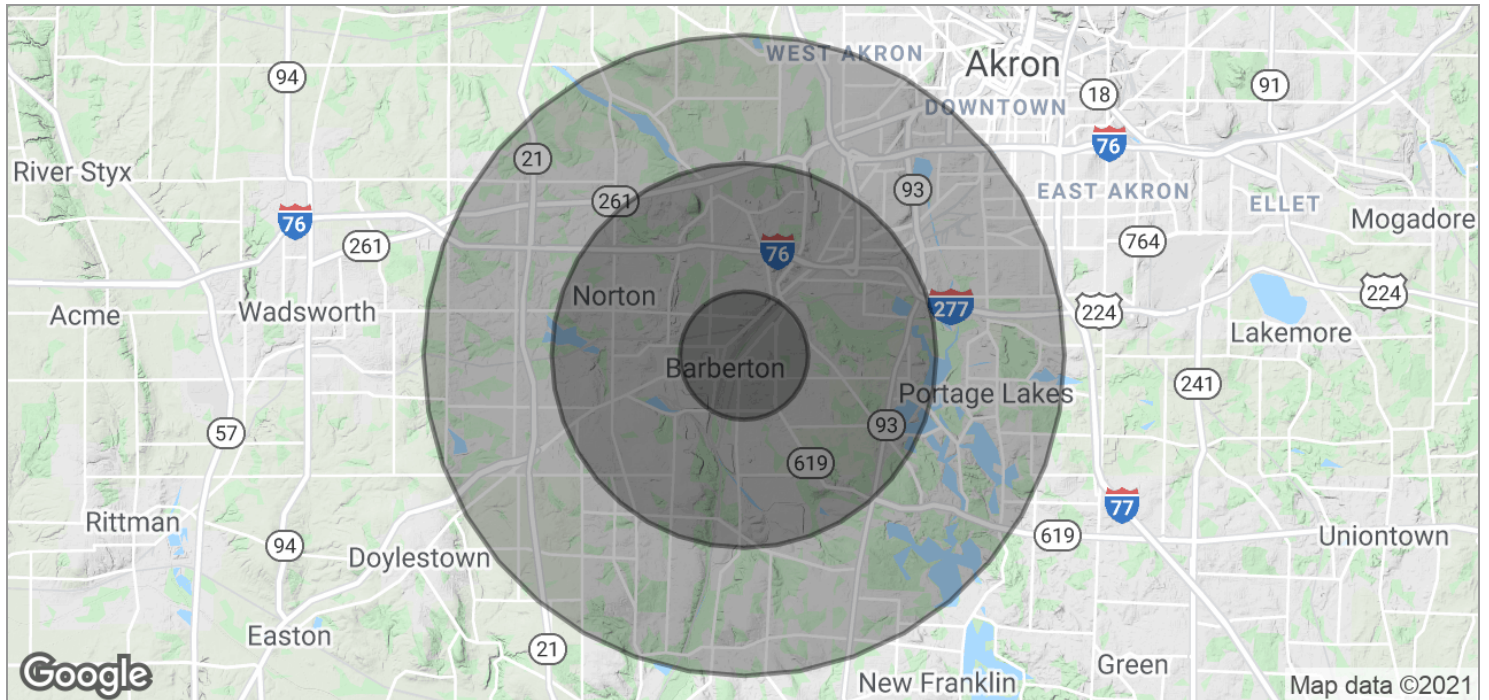 WEST AKRON
Akron
94
91
18
DOWNTOWN
76
21
River Styx
EAST AKRON
93
261
ELLET
Mogadore
76
261
764
76
Norton
224
277
Acme
Wadsworth
224
Lakemore
Barberton
241
Portage Lakes
57
93
619
77
Rittman
94
619
Uniontown
Doylestown
Easton
21
Green
Google
New Franklin
Map data ©2021